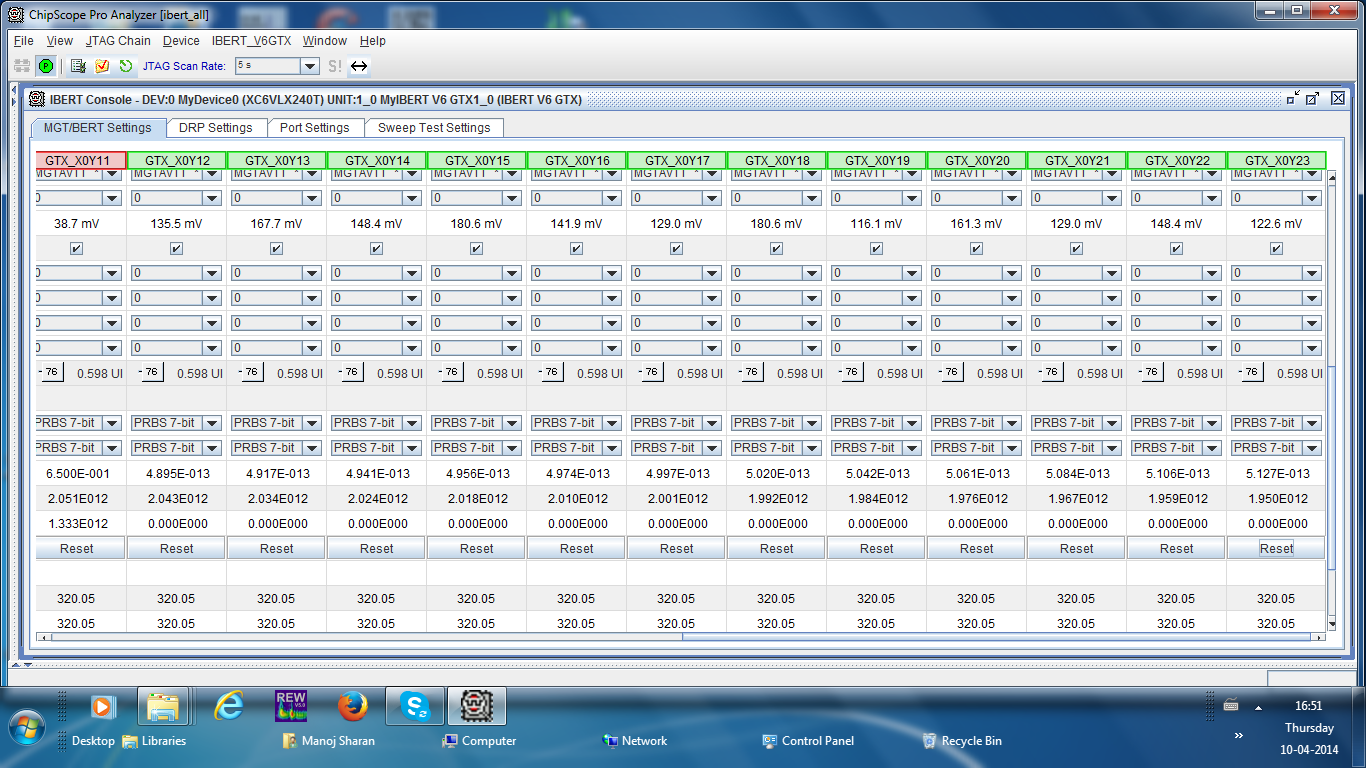 ChipScope Pro Analyzer [ibert_all]
File View JTAG Chain Device IBERT_V6GTX Window Help
JTAG Scan Rate: 5 s S!
IBERT Console - DEV:0 MyDevice0 (XC6VLX240T) UNIT:1_0 MyIBERT V6 GTX1_0 (IBERT V6 GTX)
MGT/BERT Settings DRP Settings Port Settings Sweep Test Settings
GTX_X0Y11 GTX_X0Y12 GTX_X0Y13 GTX_X0Y14 GTX_X0Y15 GTX_X0Y16 GTX_X0Y17 GTX_X0Y18 GTX_X0Y19 GTX_X0Y20 GTX_X0Y21 GTX_X0Y22 GTX_X0Y23
MGTAVTT * MGTAVTT * MGTAVTT * MGTAVTT * MGTAVTT * MGTAVTT * MGTAVTT * MGTAVTT * MGTAVTT * MGTAVTT * MGTAVTT * MGTAVTT * MGTAVTT *
0 0 0 0 0 0 0 0 0 0 0 0 0
38.7 mV 135.5 mV 167.7 mV 148.4 mV 180.6 mV 141.9 mV 129.0 mV 180.6 mV 116.1 mV 161.3 mV 129.0 mV 148.4 mV 122.6 mV
0 0 0 0 0 0 0 0 0 0 0 0 0
0 0 0 0 0 0 0 0 0 0 0 0 0
0 0 0 0 0 0 0 0 0 0 0 0 0
0 0 0 0 0 0 0 0 0 0 0 0 0
- 76 0.598 UI - 76 0.598 UI - 76 0.598 UI - 76 0.598 UI - 76 0.598 UI - 76 0.598 UI - 76 0.598 UI - 76 0.598 UI - 76 0.598 UI - 76 0.598 UI - 76 0.598 UI - 76 0.598 UI - 76 0.598 UI
PRBS 7-bit PRBS 7-bit PRBS 7-bit PRBS 7-bit PRBS 7-bit PRBS 7-bit PRBS 7-bit PRBS 7-bit PRBS 7-bit PRBS 7-bit PRBS 7-bit PRBS 7-bit PRBS 7-bit
PRBS 7-bit PRBS 7-bit PRBS 7-bit PRBS 7-bit PRBS 7-bit PRBS 7-bit PRBS 7-bit PRBS 7-bit PRBS 7-bit PRBS 7-bit PRBS 7-bit PRBS 7-bit PRBS 7-bit
6.500E-001 4.895E-013 4.917E-013 4.941E-013 4.956E-013 4.974E-013 4.997E-013 5.020E-013 5.042E-013 5.061E-013 5.084E-013 5.106E-013 5.127E-013
2.051E012 2.043E012 2.034E012 2.024E012 2.018E012 2.010E012 2.001E012 1.992E012 1.984E012 1.976E012 1.967E012 1.959E012 1.950E012
1.333E012 0.000E000 0.000E000 0.000E000 0.000E000 0.000E000 0.000E000 0.000E000 0.000E000 0.000E000 0.000E000 0.000E000 0.000E000
Reset Reset Reset Reset Reset Reset Reset Reset Reset Reset Reset Reset Reset
320.05 320.05 320.05 320.05 320.05 320.05 320.05 320.05 320.05 320.05 320.05 320.05 320.05
320.05 320.05 320.05 320.05 320.05 320.05 320.05 320.05 320.05 320.05 320.05 320.05 320.05
REW V5.0
16:51
Thursday
10-04-2014
Desktop Libraries Manoj Sharan Computer Network Control Panel Recycle Bin »